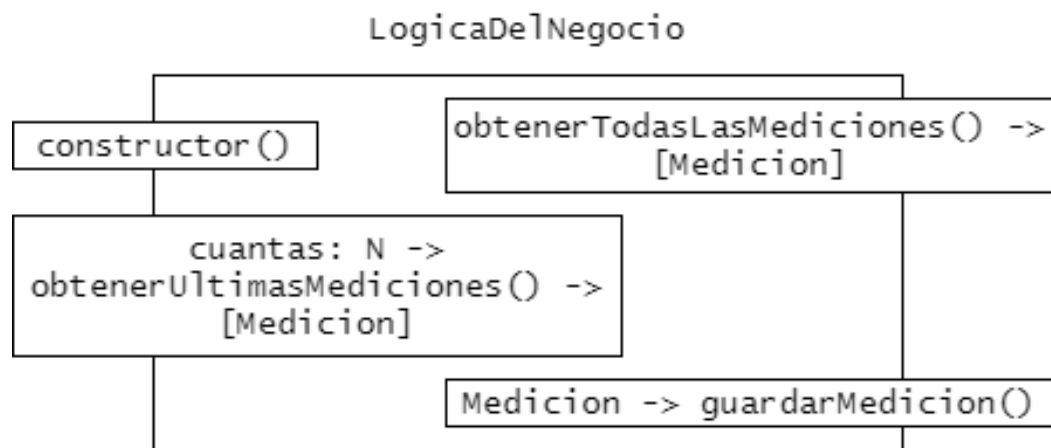 LogicaDelNegocio
constructor()
obtenerTodasLasMediciones() ->
[Medicion]
cuantas: N ->
obtenerUltimasMediciones() ->
[Medicion]
Medicion -> guardarMedicion()